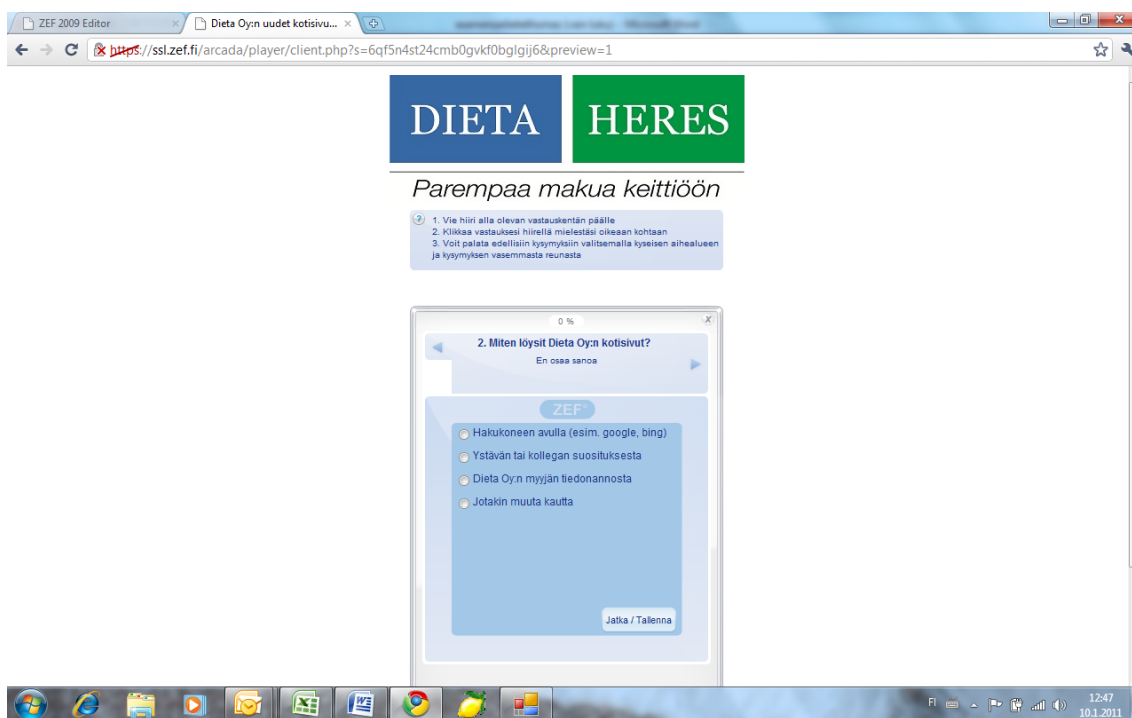 ZEF 2009 Editor
Dieta Oy:n uudet kotisivu...
https://ssl.zef.fi/arcada/player/client.php?s=6qf5n4st24cmb0gvkf0bglgij6&preview=1
DIETA HERES
Parempaa makua keittiöön
1. Vie hiiri alla olevan vastauskentän päälle
2. Klikkaa vastauksesi hiirellä mielestäsi oikeaan kohtaan
3. Voit palata edellisiin kysymyksiin valitsemalla kyseisen aihealueen
ja kysymyksen vasemmasta reunasta
0 %
X
2. Miten löysit Dieta Oy:n kotisivut?
En osaa sanoa
ZEF
Hakukoneen avulla (esim. google, bing)
Ystävän tai kollegan suosituksesta
Dieta Oy:n myyjän tiedonannosta
Jotakin muuta kautta
Jatka / Tallenna
FI
12:47
10.1.2011